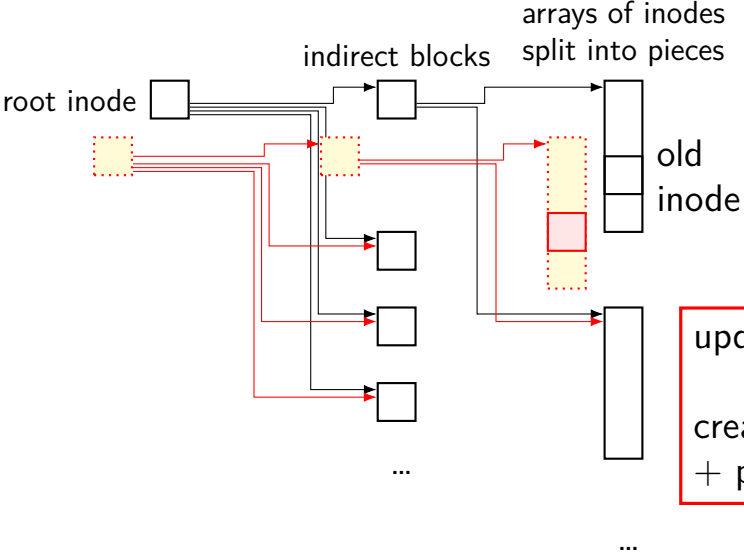 arrays of inodes
split into pieces
indirect blocks
root inode
old
inode
...
+
...